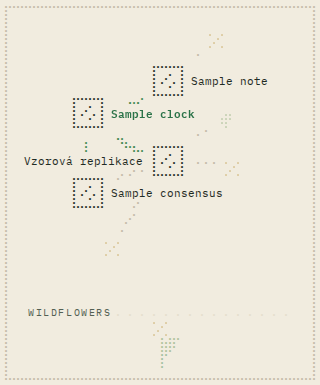 Sample note
Sample clock
Vzorová replikace
Sample consensus
WILDFLOWERS